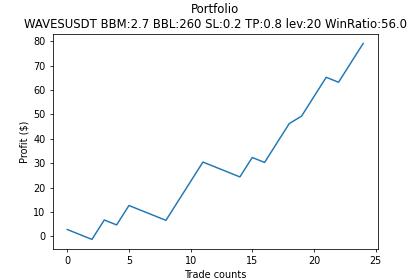 Portfolio
WAVESUSDT BBM:2.7 BBL:260 SL:0.2 TP:0.8 lev:20 WinRatio:56.0
80
70
60
50
40
30
20
10
0
Profit ($)
0 5 10 15 20 25
Trade counts